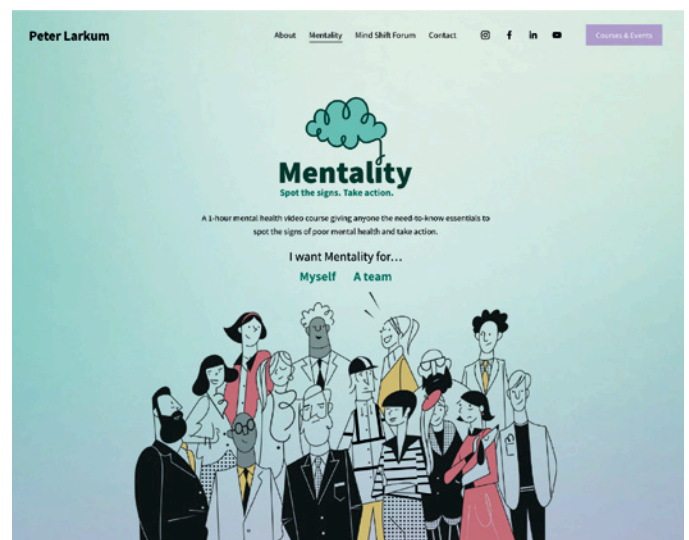 Peter Larkum
About Mentality Mind Shift Forum Contact
Courses & Events
Mentality
Spot the signs. Take action.
A 1-hour mental health video course giving anyone the need-to-know essentials to
spot the signs of poor mental health and take action.
I want Mentality for...
Myself A team